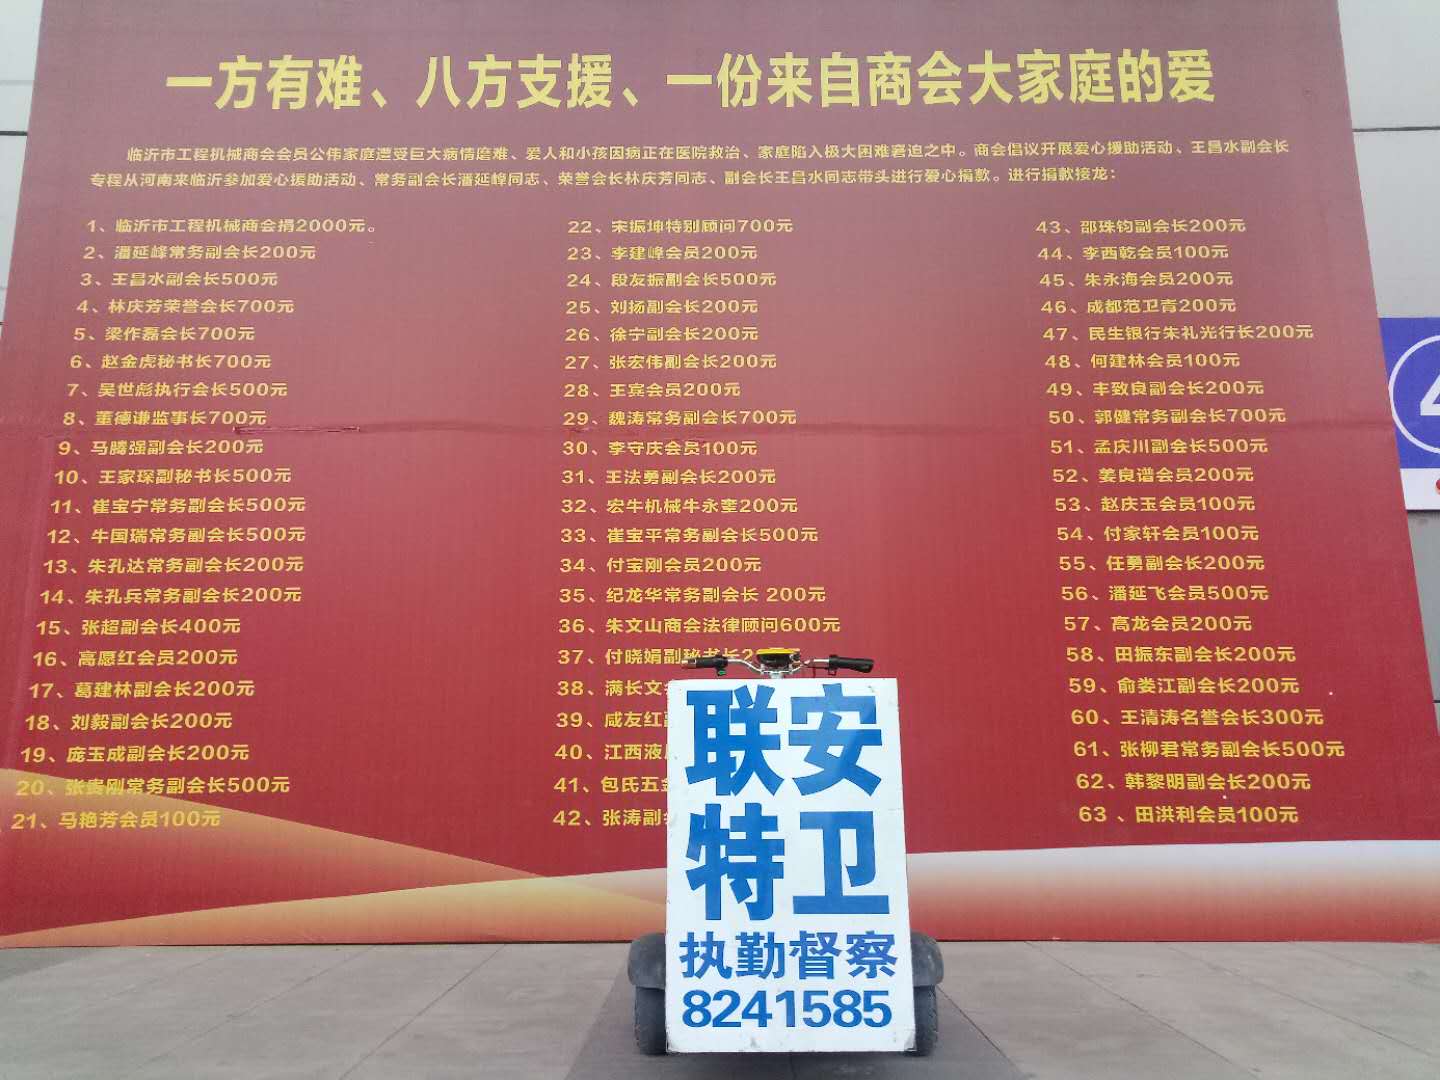 一方有难、八方支援、一份来自商会大家庭的爱
临沂市工程机械商会会员公伟家庭遭受巨大病情磨难、爱人和小孩因病正在医院救治、家庭陷入极大困难窘迫之中。商会倡议开展爱心援助活动、王昌水副会长
专程从河南来临沂参加爱心援助活动、常务副会长潘延峰同志、荣誉会长林庆芳同志、副会长王昌水同志带头进行爱心捐款。进行捐款接龙：
1、临沂市工程机械商会捐2000元。
2、潘延峰常务副会长200元
3、王昌水副会长500元
4、林庆芳荣誉会长700元
5、梁作磊会长700元
6、赵金虎秘书长700元
7、吴世彪执行会长500元
8、董德谦监事长700元
9、马腾强副会长200元
10、王家琛副秘书长500元
11、崔宝宁常务副会长500元
12、牛国瑞常务副会长500元
13、朱孔达常务副会长200元
14、朱孔兵常务副会长200元
15、张超副会长400元
16、高愿红会员200元
17、葛建林副会长200元
18、刘毅副会长200元
19、庞玉成副会长200元
20、张贵刚常务副会长500元
21、马艳芳会员100元
22、宋振坤特别顾问700元
23、李建峰会员200元
24、段友振副会长500元
25、刘扬副会长200元
26、徐宁副会长200元
27、张宏伟副会长200元
28、王宾会员200元
29、魏涛常务副会长700元
30、李守庆会员100元
31、王法勇副会长200元
32、宏牛机械牛永奎200元
33、崔宝平常务副会长500元
34、付宝刚会员200元
35、纪龙华常务副会长 200元
36、朱文山商会法律顾问600元
37、付晓娟副秘书长2
38、满长文
39、咸友红副
40、江西液
41、包氏五金
42、张涛副
43、邵珠钧副会长200元
44、李西乾会员100元
45、朱永海会员200元
46、成都范卫青200元
47、民生银行朱礼光行长200元
48、何建林会员100元
49、丰致良副会长200元
50、郭健常务副会长700元
51、孟庆川副会长500元
52、姜良谱会员200元
53、赵庆玉会员100元
54、付家轩会员100元
55、任勇副会长200元
56、潘延飞会员500元
57、高龙会员200元
58、田振东副会长200元
59、俞娄江副会长200元
60、王清涛名誉会长300元
61、张柳君常务副会长500元
62、韩黎明副会长200元
63 、田洪利会员100元
联安
特卫
执勤督察
8241585